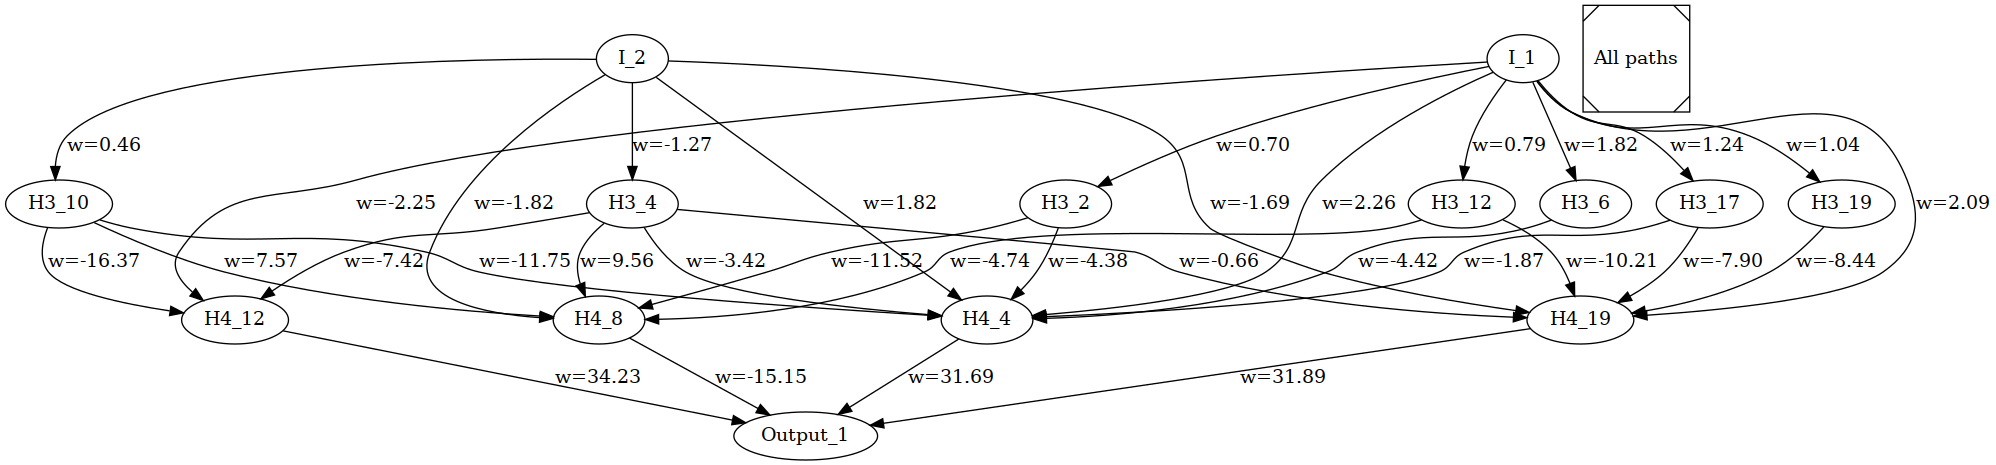 I_2
I_1
All paths
w=0.46
w=-1.27
w=0.70
w=0.79
w=1.82
w=1.24
w=1.04
H3_10
w=-2.25
w=-1.82
H3_4
w=1.82
H3_2
w=-1.69
w=2.26
H3_12
H3_6
H3_17
H3_19
w=2.09
w=-16.37
w=7.57
w=-7.42
w=-11.75
w=9.56
w=-3.42
w=-11.52
w=-4.74
w=-4.38
w=-0.66
w=-4.42
w=-1.87
w=-10.21
w=-7.90
w=-8.44
H4_12
H4_8
H4_4
H4_19
w=34.23
w=-15.15
w=31.69
w=31.89
Output_1